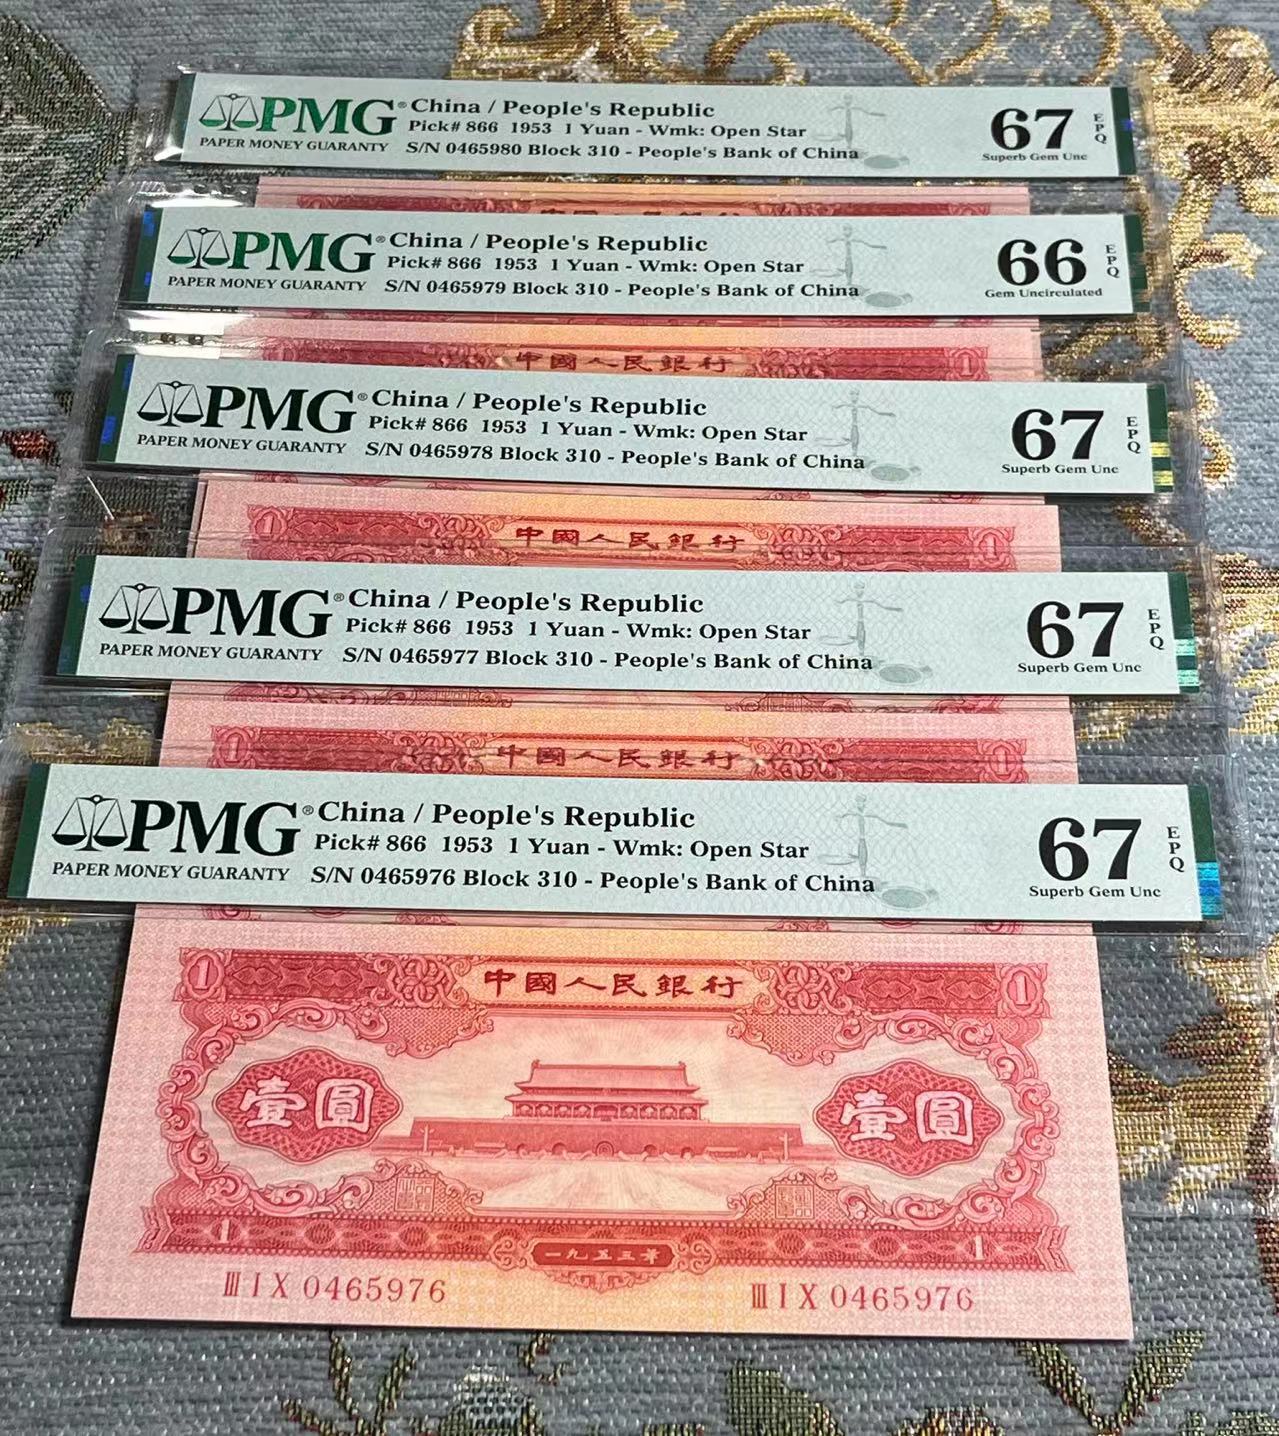 PMG® China / People's Republic
Pick# 866 1953 1 Yuan - Wmk: Open Star
PAPER MONEY GUARANTY S/N 0465980 Block 310 - People's Bank of China
67 EPQ
Superb Gem Unc
PMG® China / People's Republic
Pick# 866 1953 1 Yuan - Wmk: Open Star
PAPER MONEY GUARANTY S/N 0465979 Block 310 - People's Bank of China
66 EPQ
Gem Uncirculated
1 中國人民銀行 1
PMG® China / People's Republic
Pick# 866 1953 1 Yuan - Wmk: Open Star
PAPER MONEY GUARANTY S/N 0465978 Block 310 - People's Bank of China
67 EPQ
Superb Gem Unc
1 中國人民銀行 1
PMG® China / People's Republic
Pick# 866 1953 1 Yuan - Wmk: Open Star
PAPER MONEY GUARANTY S/N 0465977 Block 310 - People's Bank of China
67 EPQ
Superb Gem Unc
1 中國人民銀行 1
PMG® China / People's Republic
Pick# 866 1953 1 Yuan - Wmk: Open Star
PAPER MONEY GUARANTY S/N 0465976 Block 310 - People's Bank of China
67 EPQ
Superb Gem Unc
1 中國人民銀行 1
壹圓 壹圓
1 一九五三年 1
III I X 0465976 III I X 0465976